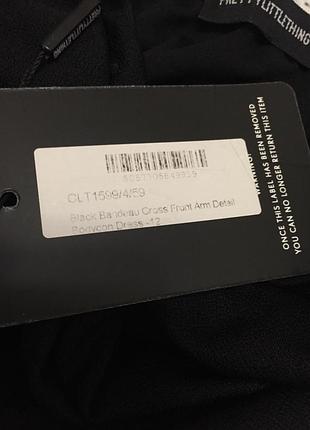 PRETTYLITTLETHING
PRETTYLITTLETHING
CLT1599/4/59
Black Bandeau Cross Front Arm Detail
Bodycon Dress -12
WARNING!
ONCE THIS LABEL HAS BEEN REMOVED
YOU CAN NO LONGER RETURN THIS ITEM